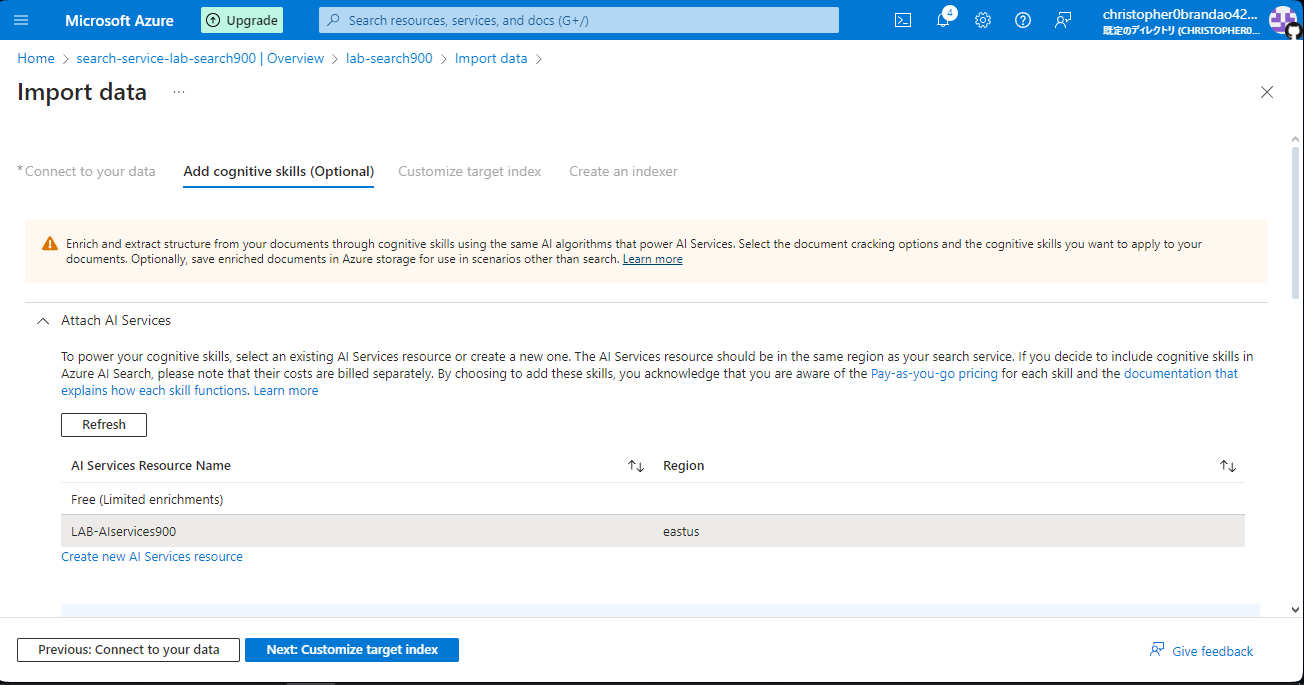 Microsoft Azure
Upgrade
Search resources, services, and docs (G+/)
4
christopher0brandao42...
既定のディレクトリ (CHRISTOPHER0...
Home > search-service-lab-search900 | Overview > lab-search900 > Import data >
Import data ...
* Connect to your data
Add cognitive skills (Optional)
Customize target index
Create an indexer
Enrich and extract structure from your documents through cognitive skills using the same AI algorithms that power AI Services. Select the document cracking options and the cognitive skills you want to apply to your
documents. Optionally, save enriched documents in Azure storage for use in scenarios other than search. Learn more
Attach AI Services
To power your cognitive skills, select an existing AI Services resource or create a new one. The AI Services resource should be in the same region as your search service. If you decide to include cognitive skills in
Azure AI Search, please note that their costs are billed separately. By choosing to add these skills, you acknowledge that you are aware of the Pay-as-you-go pricing for each skill and the documentation that
explains how each skill functions. Learn more
Refresh
AI Services Resource Name
Region
Free (Limited enrichments)
LAB-AIservices900
eastus
Create new AI Services resource
Previous: Connect to your data
Next: Customize target index
Give feedback